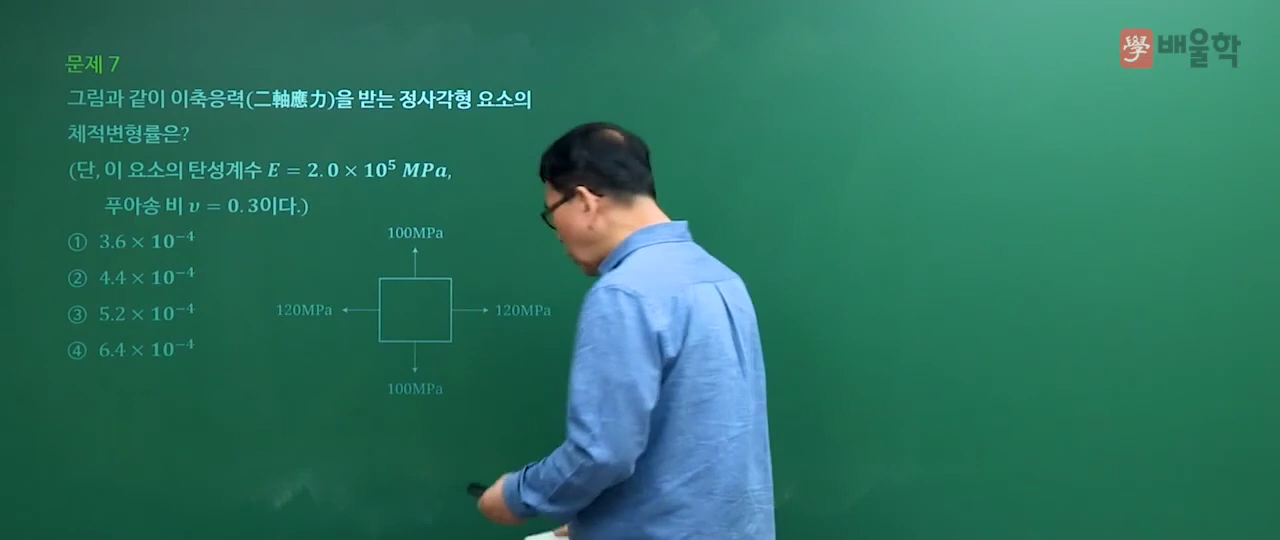 學 배울학
문제 7
그림과 같이 이축응력(二軸應力)을 받는 정사각형 요소의
체적변형률은?
(단, 이 요소의 탄성계수 E = 2.0 × 10⁵ MPa,
푸아송 비 υ = 0.3이다.)
① 3.6 × 10⁻⁴
② 4.4 × 10⁻⁴
③ 5.2 × 10⁻⁴
④ 6.4 × 10⁻⁴
100MPa
120MPa
120MPa
100MPa